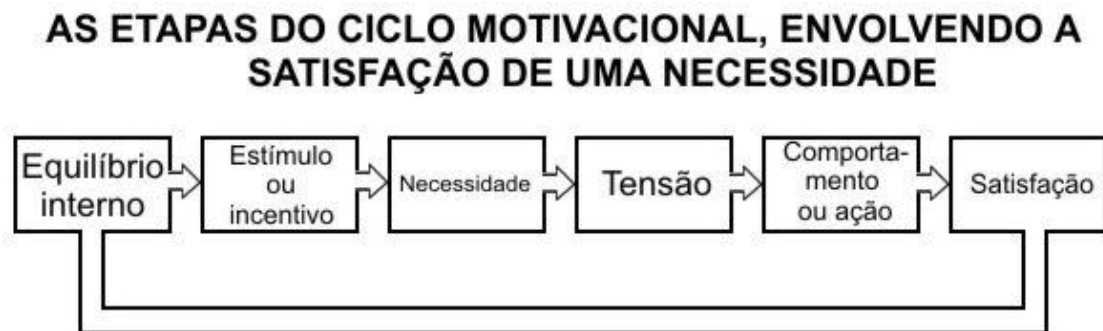 AS ETAPAS DO CICLO MOTIVACIONAL, ENVOLVENDO A
SATISFAÇÃO DE UMA NECESSIDADE
Equilíbrio
interno
Estímulo
ou
incentivo
Necessidade
Tensão
Comporta-
mento
ou ação
Satisfação